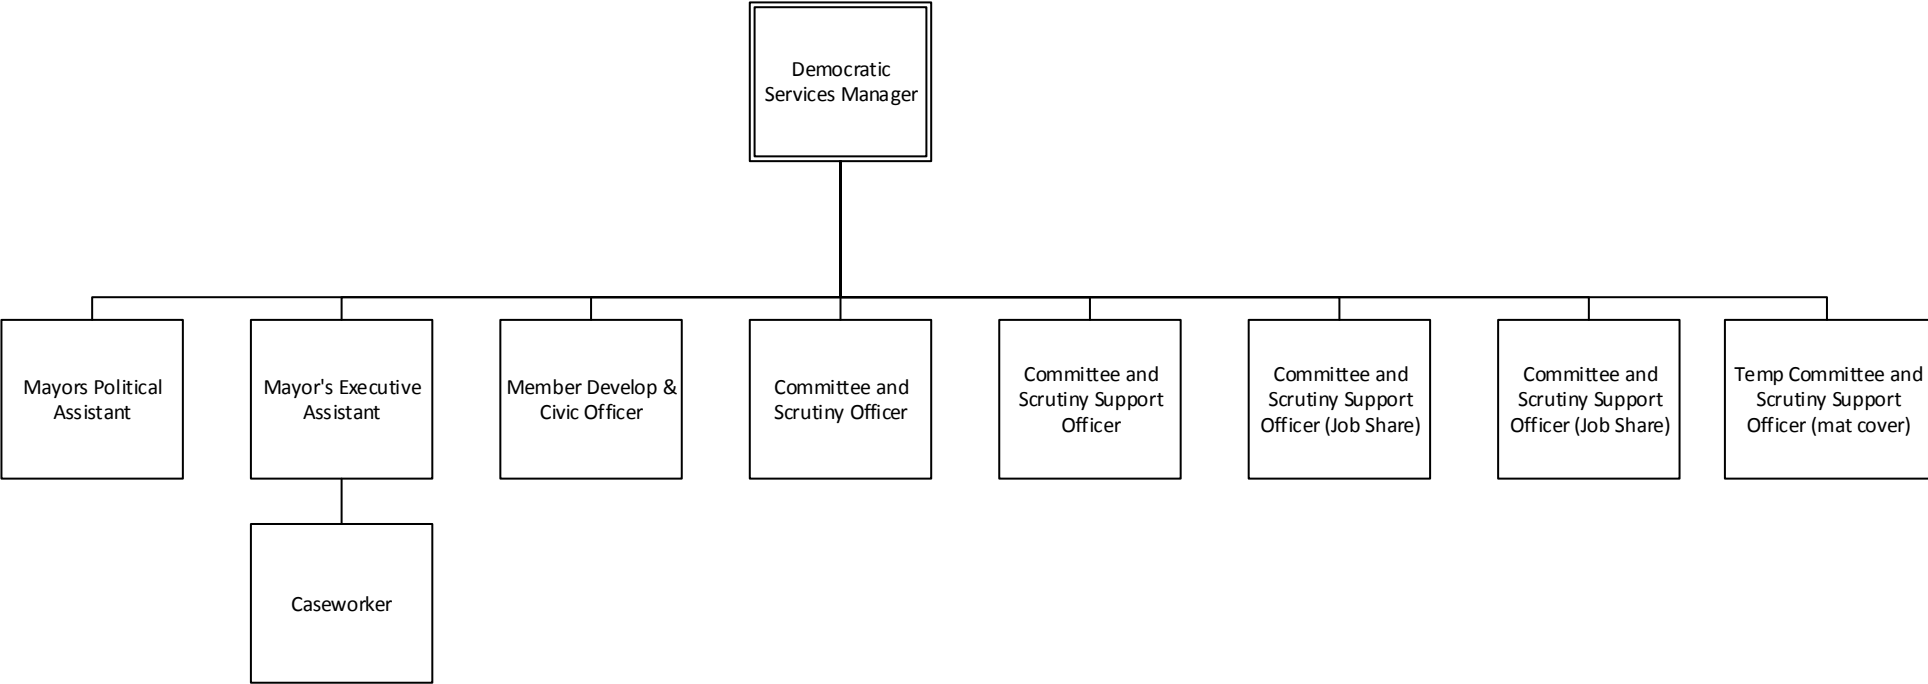 Democratic
Services Manager
Mayors Political
Assistant
Mayor's Executive
Assistant
Member Develop &
Civic Officer
Committee and
Scrutiny Officer
Committee and
Scrutiny Support
Officer
Committee and
Scrutiny Support
Officer (Job Share)
Committee and
Scrutiny Support
Officer (Job Share)
Temp Committee and
Scrutiny Support
Officer (mat cover)
Caseworker